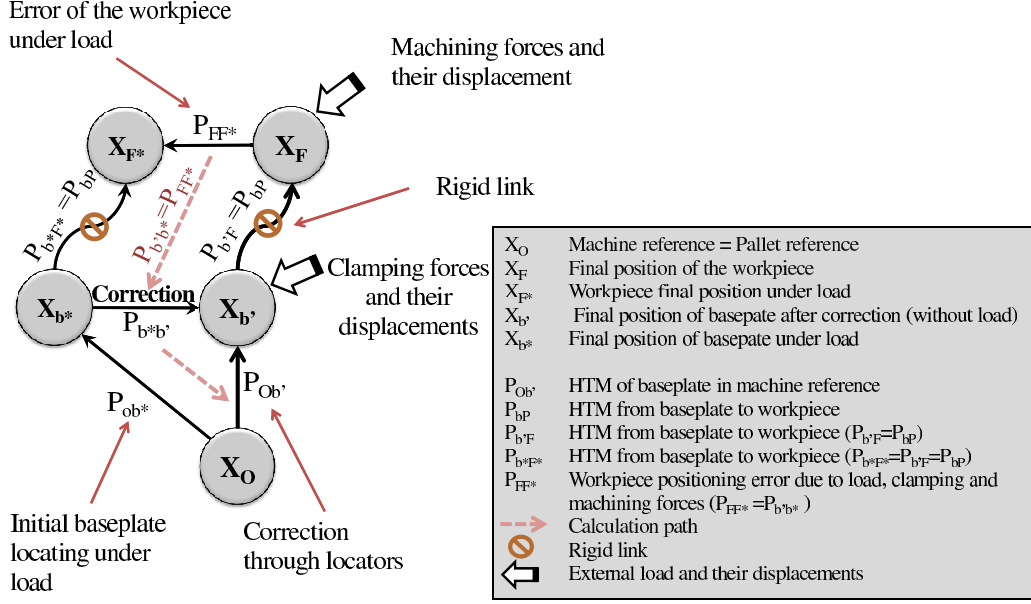 Error of the workpiece
under load
Machining forces and
their displacement
P_FF*
X_F*
X_F
P_b*F* =P_bP
P_b'b*=P_FF*
P_b'F =P_bP
Rigid link
Clamping forces
and their
displacements
Correction
X_b*
X_b'
P_b*b'
P_ob*
P_Ob'
X_O
Initial baseplate
locating under
load
Correction
through locators
X_O Machine reference = Pallet reference
X_F Final position of the workpiece
X_F* Workpiece final position under load
X_b' Final position of basepate after correction (without load)
X_b* Final position of basepate under load
P_Ob' HTM of baseplate in machine reference
P_bP HTM from baseplate to workpiece
P_b'F HTM from baseplate to workpiece (P_b'F=P_bP)
P_b*F* HTM from baseplate to workpiece (P_b*F*=P_b'F=P_bP)
P_FF* Workpiece positioning error due to load, clamping and
machining forces (P_FF* =P_b'b* )
Calculation path
Rigid link
External load and their displacements